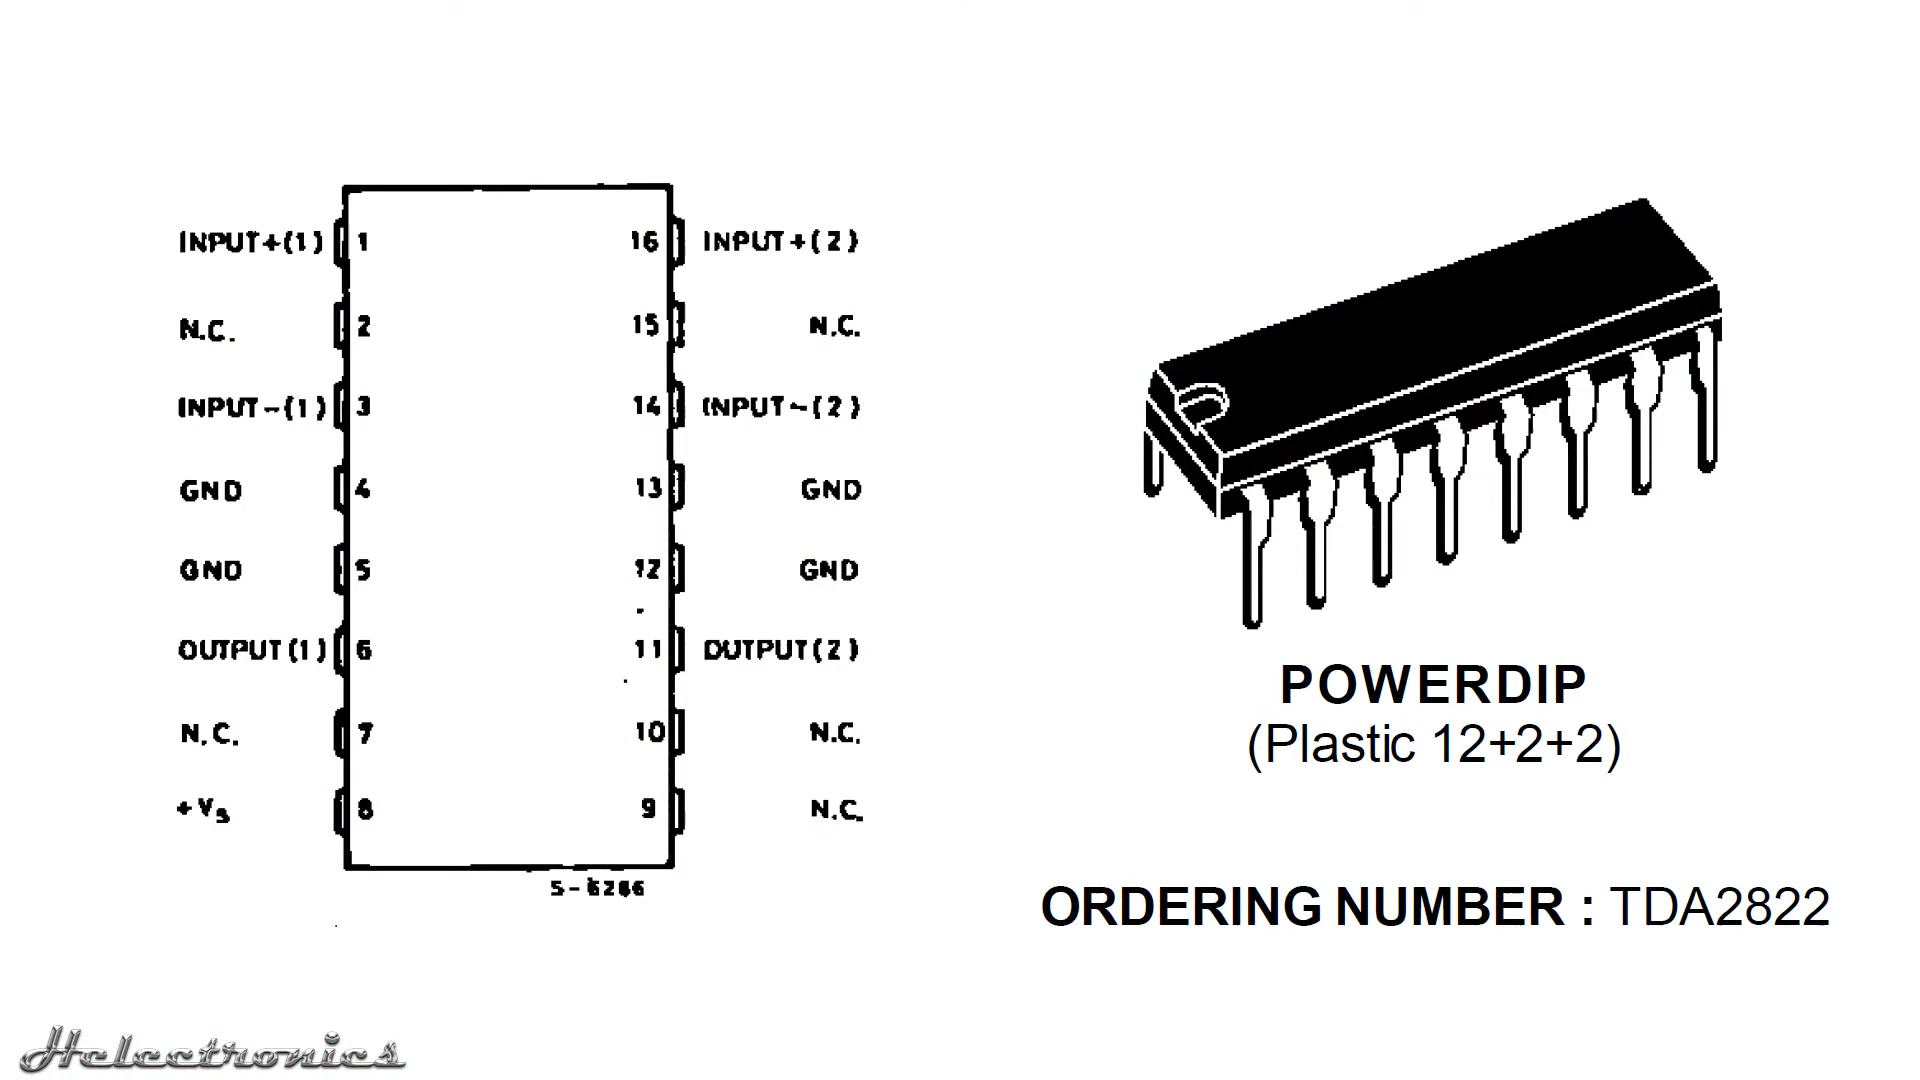 INPUT+(1) 1 16 INPUT+(2)
N.C. 2 15 N.C.
INPUT-(1) 3 14 INPUT-(2)
GND 4 13 GND
GND 5 12 GND
OUTPUT(1) 6 11 OUTPUT(2)
N.C. 7 10 N.C.
+Vs 8 9 N.C.
S-6286
POWERDIP
(Plastic 12+2+2)
ORDERING NUMBER : TDA2822
Helectronics